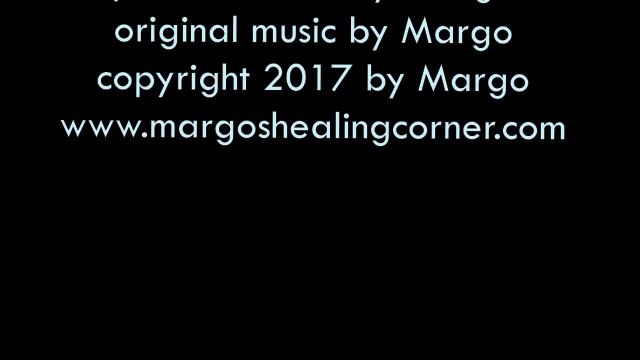 original music by Margo
copyright 2017 by Margo
www.margoshealingcorner.com